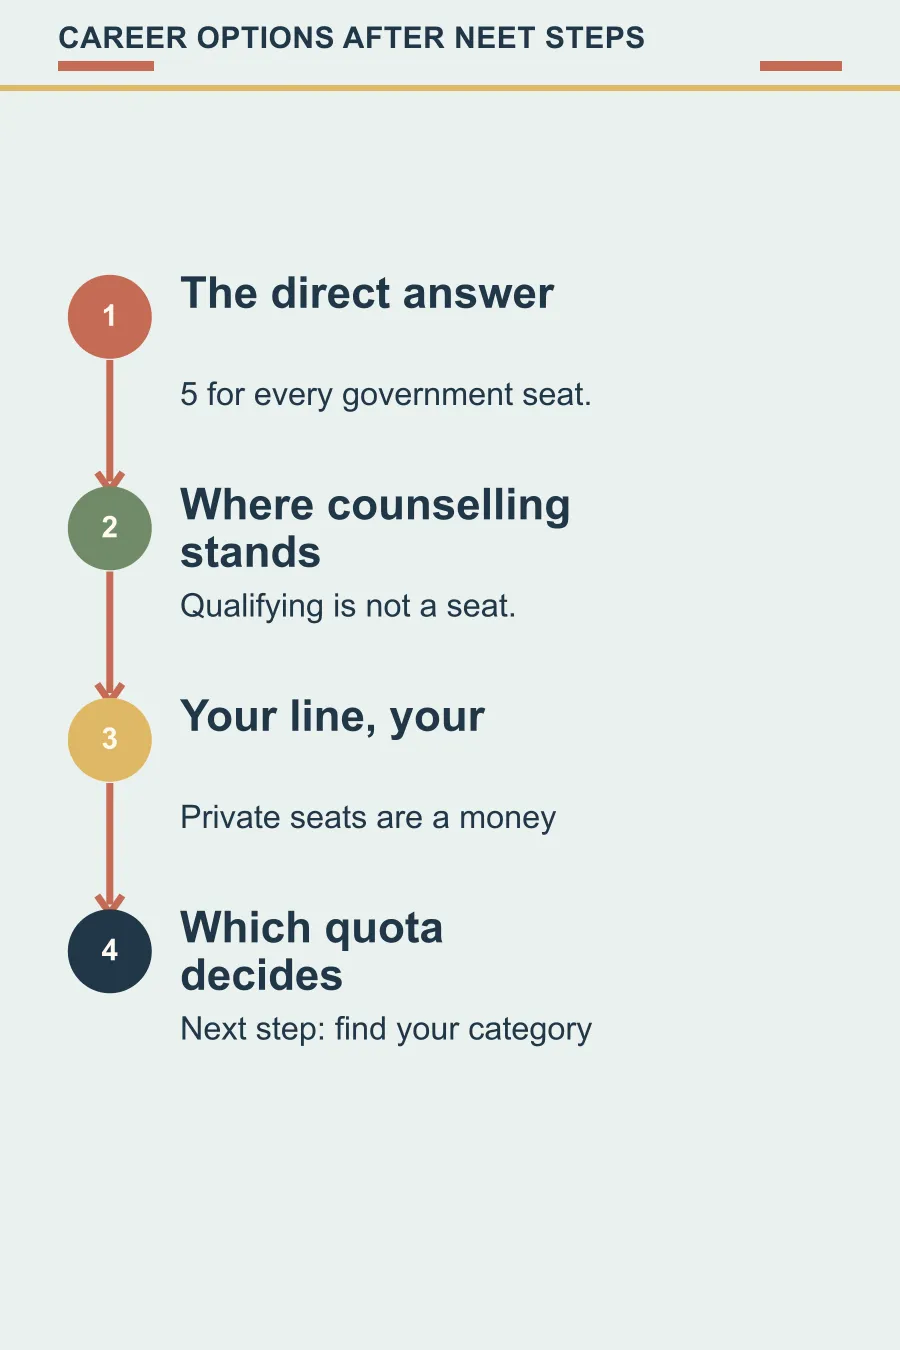 CAREER OPTIONS AFTER NEET STEPS
1
The direct answer
5 for every government seat.
2
Where counselling
stands
Qualifying is not a seat.
3
Your line, your
Private seats are a money
4
Which quota
decides
Next step: find your category